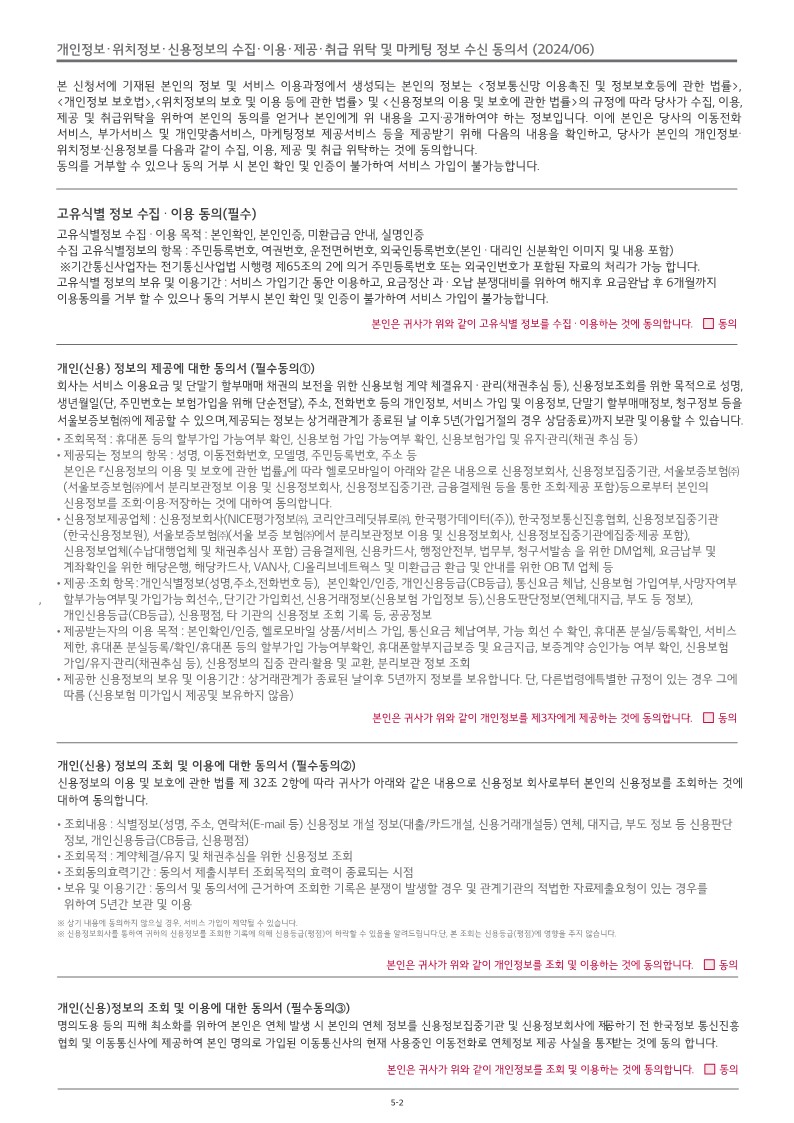 개인정보·위치정보·신용정보의 수집·이용·제공·취급 위탁 및 마케팅 정보 수신 동의서 (2024/06)
본 신청서에 기재된 본인의 정보 및 서비스 이용과정에서 생성되는 본인의 정보는 <정보통신망 이용촉진 및 정보보호등에 관한 법률>,
<개인정보 보호법>,<위치정보의 보호 및 이용 등에 관한 법률> 및 <신용정보의 이용 및 보호에 관한 법률>의 규정에 따라 당사가 수집, 이용,
제공 및 취급위탁을 위하여 본인의 동의를 얻거나 본인에게 위 내용을 고지·공개하여야 하는 정보입니다. 이에 본인은 당사의 이동전화
서비스, 부가서비스 및 개인맞춤서비스, 마케팅정보 제공서비스 등을 제공받기 위해 다음의 내용을 확인하고, 당사가 본인의 개인정보·
위치정보·신용정보를 다음과 같이 수집, 이용, 제공 및 취급 위탁하는 것에 동의합니다.
동의를 거부할 수 있으나 동의 거부 시 본인 확인 및 인증이 불가하여 서비스 가입이 불가능합니다.
고유식별 정보 수집 · 이용 동의(필수)
고유식별정보 수집 · 이용 목적 : 본인확인, 본인인증, 미환급금 안내, 실명인증
수집 고유식별정보의 항목 : 주민등록번호, 여권번호, 운전면허번호, 외국인등록번호(본인 · 대리인 신분확인 이미지 및 내용 포함)
※기간통신사업자는 전기통신사업법 시행령 제65조의 2에 의거 주민등록번호 또는 외국인번호가 포함된 자료의 처리가 가능 합니다.
고유식별 정보의 보유 및 이용기간 : 서비스 가입기간 동안 이용하고, 요금정산 과 · 오납 분쟁대비를 위하여 해지후 요금완납 후 6개월까지
이용동의를 거부 할 수 있으나 동의 거부시 본인 확인 및 인증이 불가하여 서비스 가입이 불가능합니다.
본인은 귀사가 위와 같이 고유식별 정보를 수집 · 이용하는 것에 동의합니다. □ 동의
개인(신용) 정보의 제공에 대한 동의서 (필수동의①)
회사는 서비스 이용요금 및 단말기 할부매매 채권의 보전을 위한 신용보험 계약 체결유지 · 관리(채권추심 등), 신용정보조회를 위한 목적으로 성명,
생년월일(단, 주민번호는 보험가입을 위해 단순전달), 주소, 전화번호 등의 개인정보, 서비스 가입 및 이용정보, 단말기 할부매매정보, 청구정보 등을
서울보증보험㈜에 제공할 수 있으며,제공되는 정보는 상거래관계가 종료된 날 이후 5년(가입거절의 경우 상담종료)까지 보관 및 이용할 수 있습니다.
• 조회목적 : 휴대폰 등의 할부가입 가능여부 확인, 신용보험 가입 가능여부 확인, 신용보험가입 및 유지·관리(채권 추심 등)
• 제공되는 정보의 항목 : 성명, 이동전화번호, 모델명, 주민등록번호, 주소 등
본인은 『신용정보의 이용 및 보호에 관한 법률』에 따라 헬로모바일이 아래와 같은 내용으로 신용정보회사, 신용정보집중기관, 서울보증보험㈜
(서울보증보험㈜에서 분리보관정보 이용 및 신용정보회사, 신용정보집중기관, 금융결제원 등을 통한 조회·제공 포함)등으로부터 본인의
신용정보를 조회·이용·저장하는 것에 대하여 동의합니다.
• 신용정보제공업체 : 신용정보회사(NICE평가정보㈜, 코리안크레딧뷰로㈜, 한국평가데이터(주)), 한국정보통신진흥협회, 신용정보집중기관
(한국신용정보원), 서울보증보험㈜(서울 보증 보험㈜에서 분리보관정보 이용 및 신용정보회사, 신용정보집중기관에집중·제공 포함),
신용정보업체(수납대행업체 및 채권추심사 포함) 금융결제원, 신용카드사, 행정안전부, 법무부, 청구서발송 을 위한 DM업체, 요금납부 및
계좌확인을 위한 해당은행, 해당카드사, VAN사, CJ올리브네트웍스 및 미환급금 환급 및 안내를 위한 OB TM 업체 등
• 제공·조회 항목:개인식별정보(성명,주소,전화번호 등), 본인확인/인증, 개인신용등급(CB등급), 통신요금 체납, 신용보험 가입여부,사망자여부
할부가능여부및 가입가능 회선수,, 단기간 가입회선, 신용거래정보(신용보험 가입정보 등),신용도판단정보(연체,대지급, 부도 등 정보),
개인신용등급(CB등급), 신용평점, 타 기관의 신용정보 조회 기록 등, 공공정보
• 제공받는자의 이용 목적 : 본인확인/인증, 헬로모바일 상품/서비스 가입, 통신요금 체납여부, 가능 회선 수 확인, 휴대폰 분실/등록확인, 서비스
제한, 휴대폰 분실등록/확인/휴대폰 등의 할부가입 가능여부확인, 휴대폰할부지급보증 및 요금지급, 보증계약 승인가능 여부 확인, 신용보험
가입/유지·관리(채권추심 등), 신용정보의 집중 관리·활용 및 교환, 분리보관 정보 조회
• 제공한 신용정보의 보유 및 이용기간 : 상거래관계가 종료된 날이후 5년까지 정보를 보유합니다. 단, 다른법령에특별한 규정이 있는 경우 그에
따름 (신용보험 미가입시 제공및 보유하지 않음)
본인은 귀사가 위와 같이 개인정보를 제3자에게 제공하는 것에 동의합니다. □ 동의
개인(신용) 정보의 조회 및 이용에 대한 동의서 (필수동의②)
신용정보의 이용 및 보호에 관한 법률 제 32조 2항에 따라 귀사가 아래와 같은 내용으로 신용정보 회사로부터 본인의 신용정보를 조회하는 것에
대하여 동의합니다.
• 조회내용 : 식별정보(성명, 주소, 연락처(E-mail 등) 신용정보 개설 정보(대출/카드개설, 신용거래개설등) 연체, 대지급, 부도 정보 등 신용판단
정보, 개인신용등급(CB등급, 신용평점)
• 조회목적 : 계약체결/유지 및 채권추심을 위한 신용정보 조회
• 조회동의효력기간 : 동의서 제출시부터 조회목적의 효력이 종료되는 시점
• 보유 및 이용기간 : 동의서 및 동의서에 근거하여 조회한 기록은 분쟁이 발생할 경우 및 관계기관의 적법한 자료제출요청이 있는 경우를
위하여 5년간 보관 및 이용
※ 상기 내용에 동의하지 않으실 경우, 서비스 가입이 제약될 수 있습니다.
※ 신용정보회사를 통하여 귀하의 신용정보를 조회한 기록에 의해 신용등급(평점)이 하락할 수 있음을 알려드립니다.단, 본 조회는 신용등급(평점)에 영향을 주지 않습니다.
본인은 귀사가 위와 같이 개인정보를 조회 및 이용하는 것에 동의합니다. □ 동의
개인(신용)정보의 조회 및 이용에 대한 동의서 (필수동의③)
명의도용 등의 피해 최소화를 위하여 본인은 연체 발생 시 본인의 연체 정보를 신용정보집중기관 및 신용정보회사에 제공하기 전 한국정보 통신진흥
협회 및 이동통신사에 제공하여 본인 명의로 가입된 이동통신사의 현재 사용중인 이동전화로 연체정보 제공 사실을 통지받는 것에 동의 합니다.
본인은 귀사가 위와 같이 개인정보를 조회 및 이용하는 것에 동의합니다. □ 동의
5-2